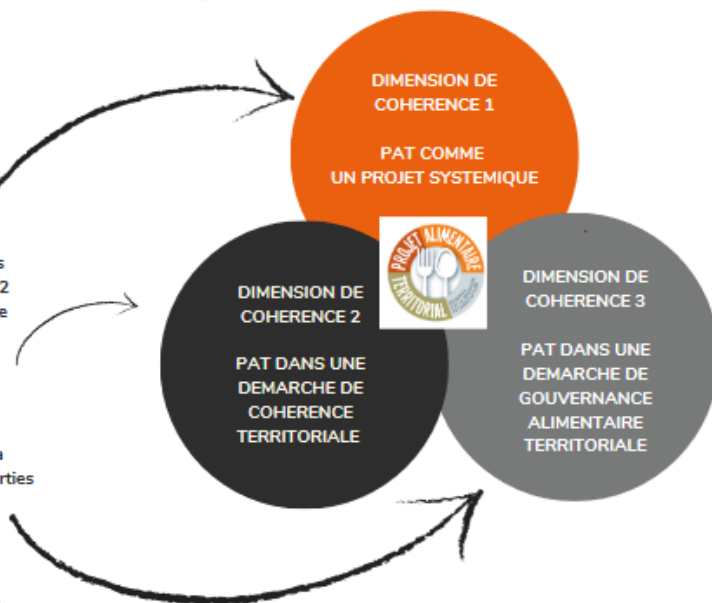 DIMENSION DE
COHERENCE 1
PAT COMME
UN PROJET SYSTEMIQUE
PROJET ALIMENTAIRE
TERRITORIAL
2
DIMENSION DE
COHERENCE 2
PAT DANS UNE
DEMARCHE DE
COHERENCE
TERRITORIALE
DIMENSION DE
COHERENCE 3
PAT DANS UNE
DEMARCHE DE
GOUVERNANCE
ALIMENTAIRE
TERRITORIALE